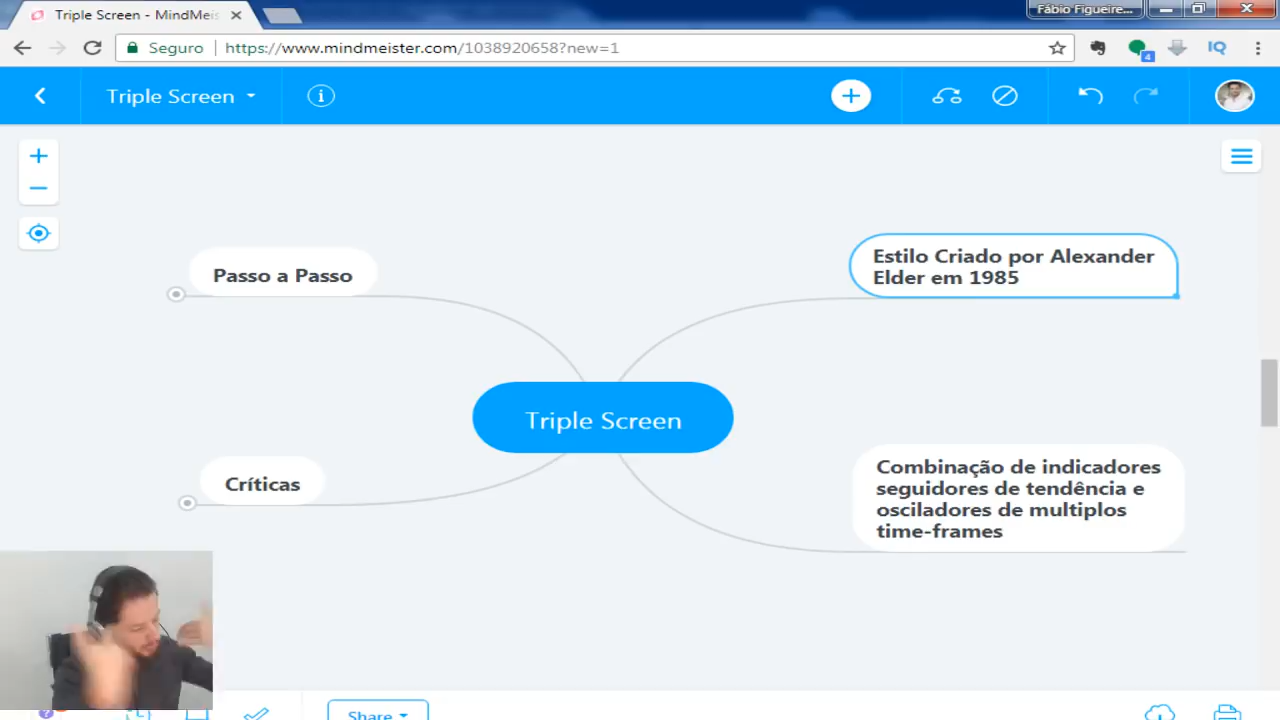 Triple Screen - MindMeis
Fábio Figueire...
Seguro
https://www.mindmeister.com/1038920658?new=1
4
IQ
Triple Screen
Passo a Passo
Estilo Criado por Alexander
Elder em 1985
Triple Screen
Críticas
Combinação de indicadores
seguidores de tendência e
osciladores de multiplos
time-frames
Share